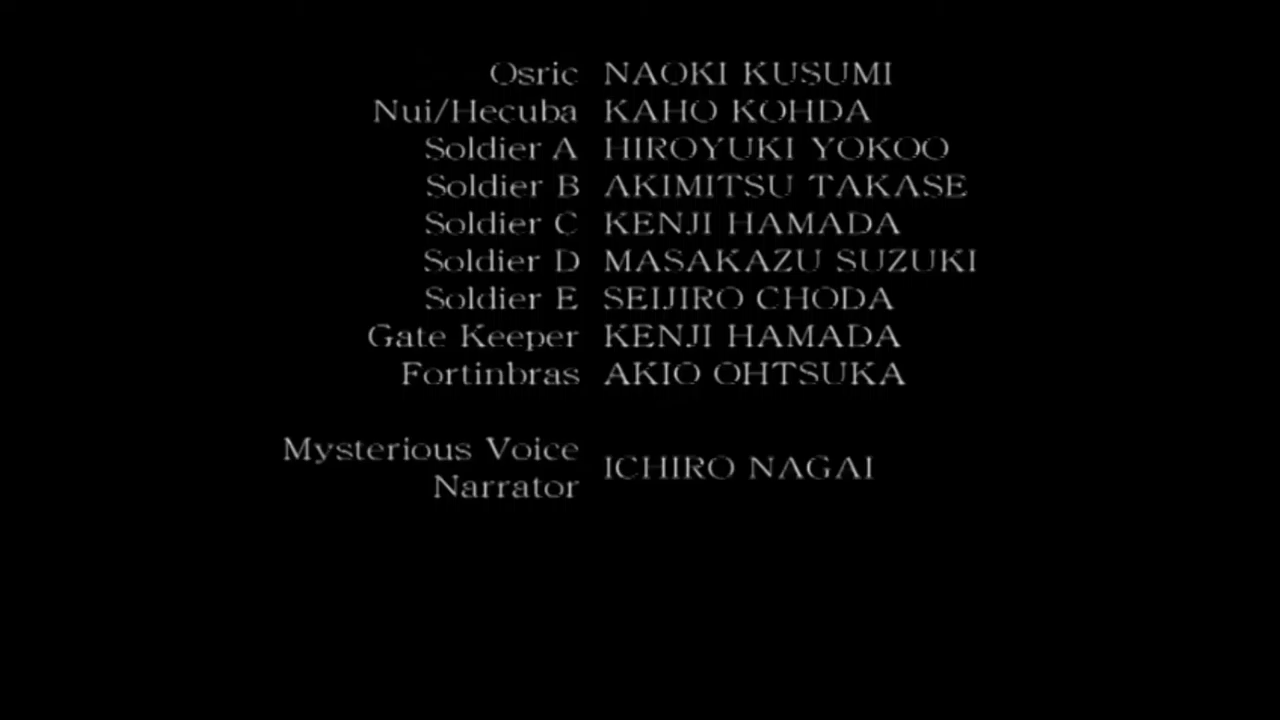 Osric NAOKI KUSUMI
Nui/Hecuba KAHO KOHDA
Soldier A HIROYUKI YOKOO
Soldier B AKIMITSU TAKASE
Soldier C KENJI HAMADA
Soldier D MASAKAZU SUZUKI
Soldier E SEIJIRO CHODA
Gate Keeper KENJI HAMADA
Fortinbras AKIO OHTSUKA
Mysterious Voice
Narrator
ICHIRO NAGAI